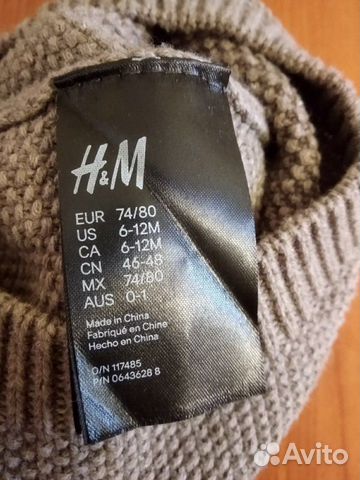 H&M
EUR 74/80
US 6-12M
CA 6-12M
CN 46-48
MX 74/80
AUS 0-1
Made in China
Fabriqué en Chine
Hecho en China
O/N 117485
P/N 0643628 8
Avito